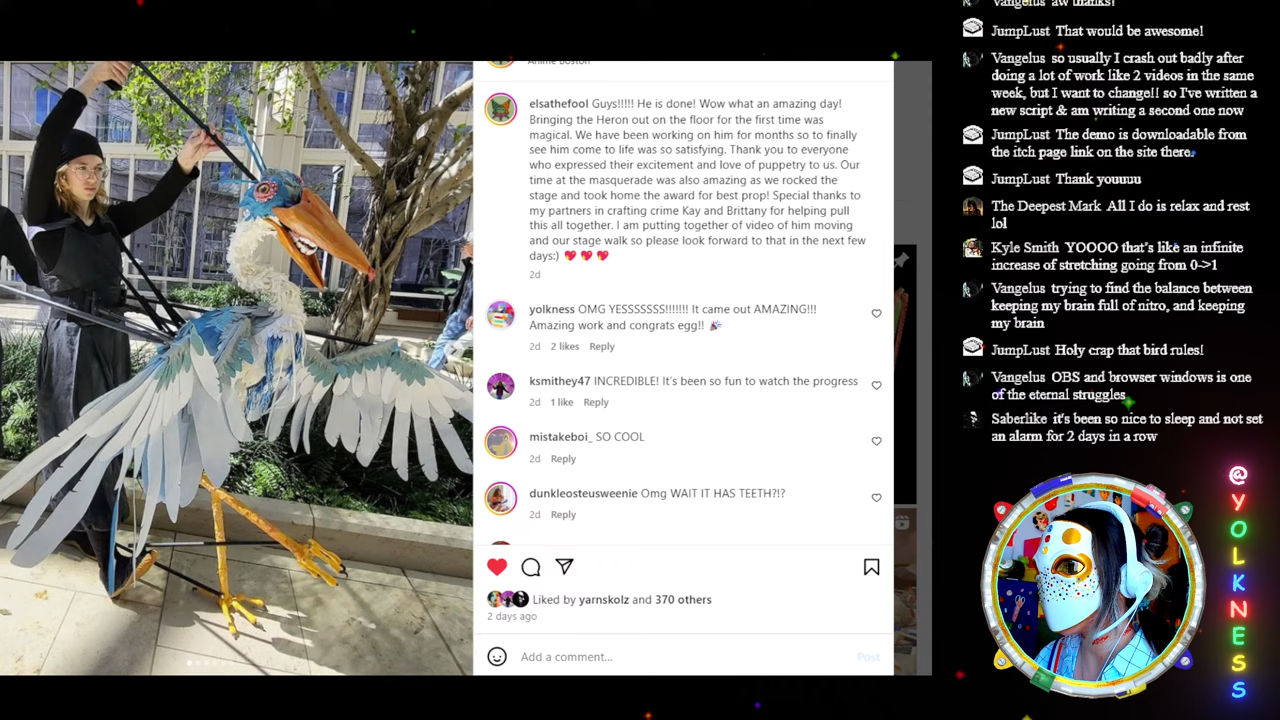 Anime Boston
elsathefool Guys!!!!! He is done! Wow what an amazing day!
Bringing the Heron out on the floor for the first time was
magical. We have been working on him for months so to finally
see him come to life was so satisfying. Thank you to everyone
who expressed their excitement and love of puppetry to us. Our
time at the masquerade was also amazing as we rocked the
stage and took home the award for best prop! Special thanks to
my partners in crafting crime Kay and Brittany for helping pull
this all together. I am putting together of video of him moving
and our stage walk so please look forward to that in the next few
days:) ❤️ ❤️ ❤️
2d
yolkness OMG YESSSSSSS!!!!!!! It came out AMAZING!!!
Amazing work and congrats egg!! 🎉
2d 2 likes Reply
ksmithey47 INCREDIBLE! It's been so fun to watch the progress
2d 1 like Reply
mistakeboi_ SO COOL
2d Reply
dunkleosteusweenie Omg WAIT IT HAS TEETH?!?
2d Reply
Liked by yarnskolz and 370 others
2 days ago
Add a comment...
Post
Vangelus aw thanks!
JumpLust That would be awesome!
Vangelus so usually I crash out badly after
doing a lot of work like 2 videos in the same
week, but I want to change!! so I've written a
new script & am writing a second one now
JumpLust The demo is downloadable from
the itch page link on the site there.
JumpLust Thank youuuu
The Deepest Mark All I do is relax and rest
lol
Kyle Smith YOOOO that's like an infinite
increase of stretching going from 0->1
Vangelus trying to find the balance between
keeping my brain full of nitro, and keeping
my brain
JumpLust Holy crap that bird rules!
Vangelus OBS and browser windows is one
of the eternal struggles
Saberlike it's been so nice to sleep and not set
an alarm for 2 days in a row
@YOLKNESS